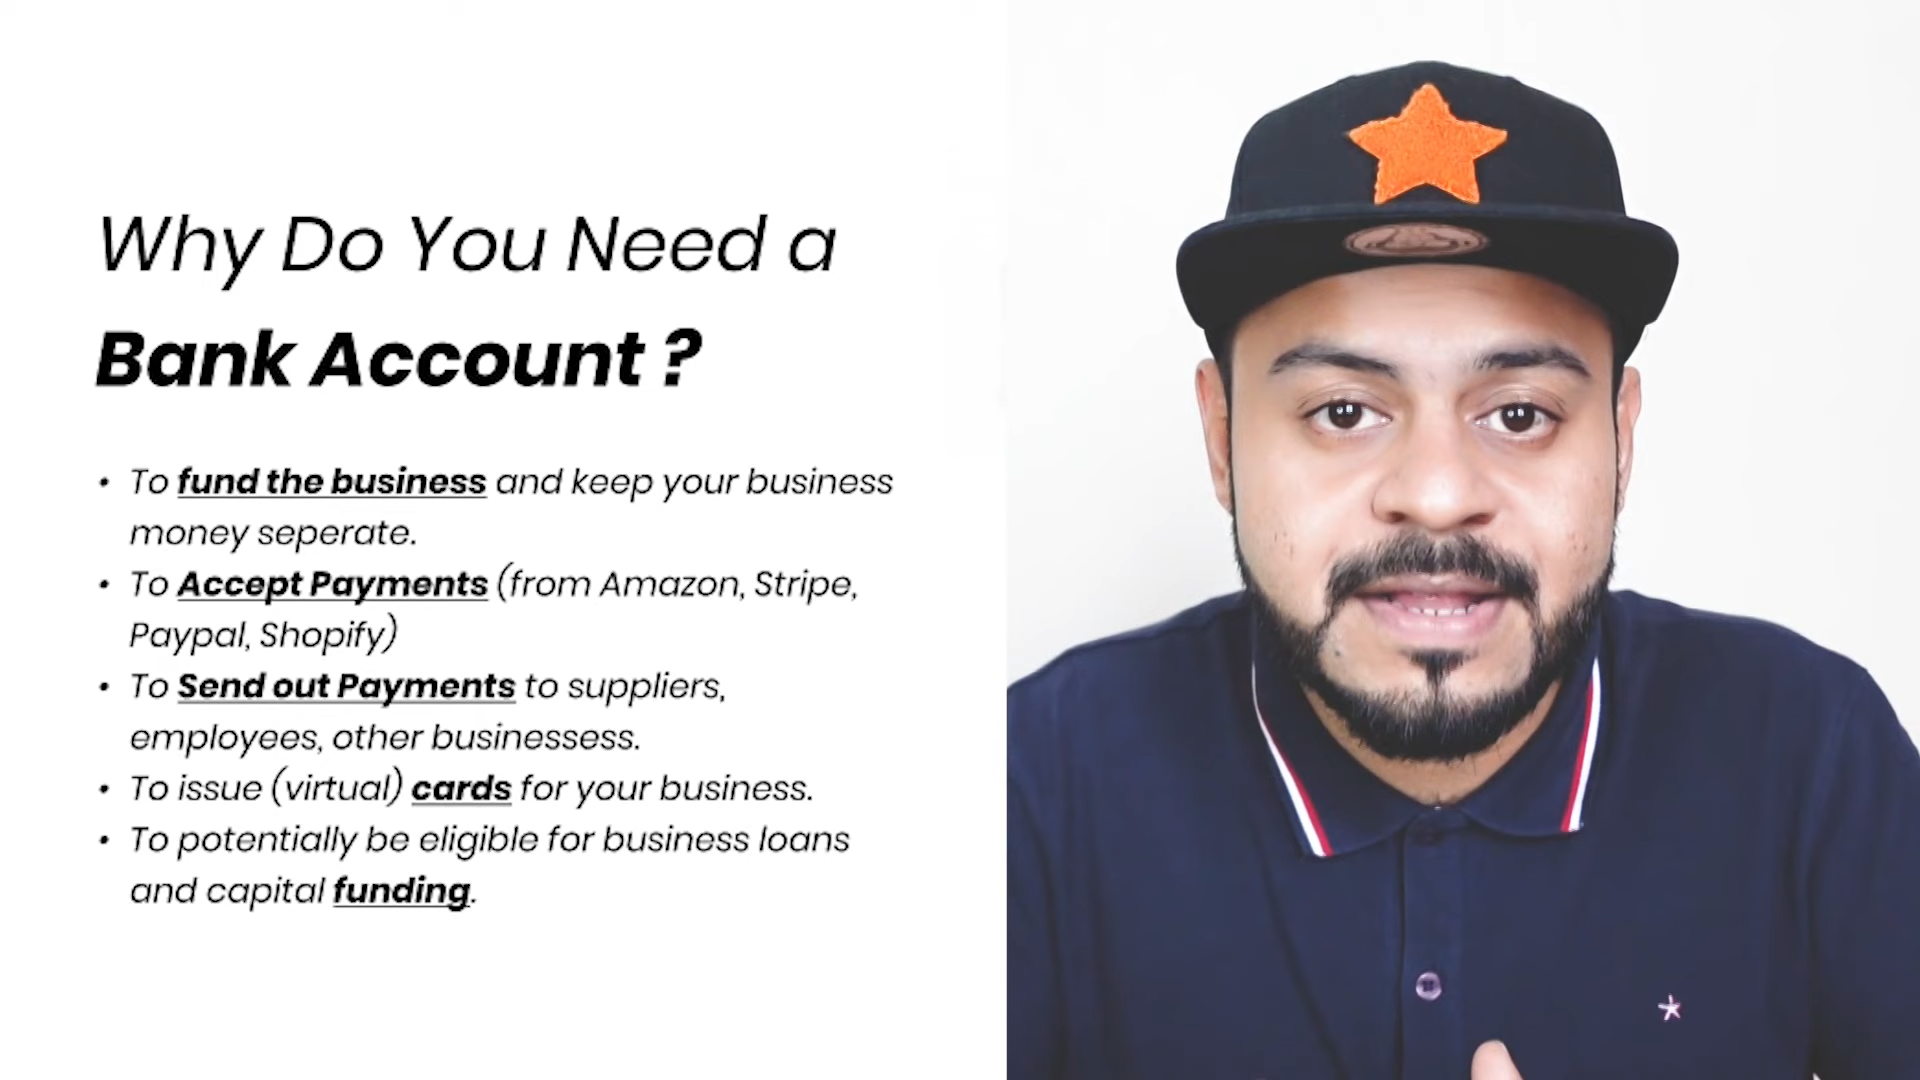 Why Do You Need a
Bank Account ?
• To fund the business and keep your business
money seperate.
• To Accept Payments (from Amazon, Stripe,
Paypal, Shopify)
• To Send out Payments to suppliers,
employees, other businessess.
• To issue (virtual) cards for your business.
• To potentially be eligible for business loans
and capital funding.